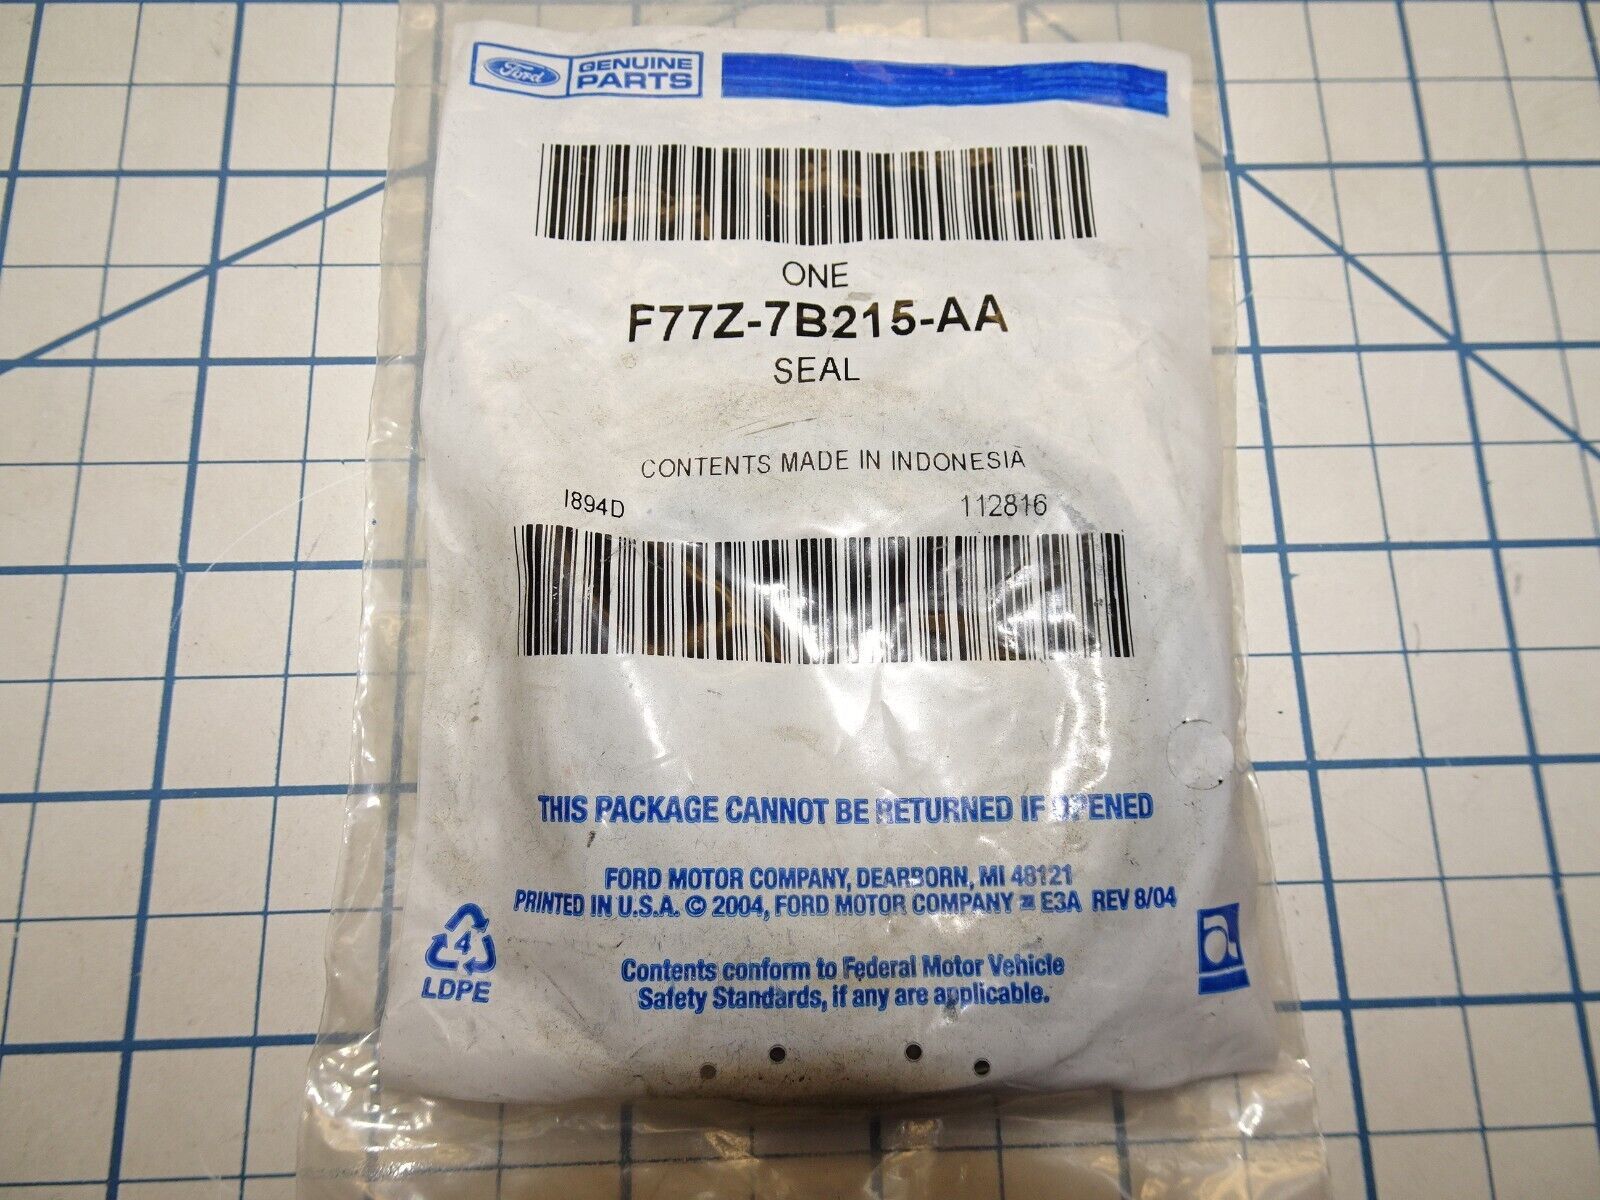 Ford GENUINE
PARTS
ONE
F77Z-7B215-AA
SEAL
CONTENTS MADE IN INDONESIA
I894D 112816
THIS PACKAGE CANNOT BE RETURNED IF OPENED
FORD MOTOR COMPANY, DEARBORN, MI 48121
PRINTED IN U.S.A. © 2004, FORD MOTOR COMPANY E3A REV 8/04
4
LDPE
a
Contents conform to Federal Motor Vehicle
Safety Standards, if any are applicable.